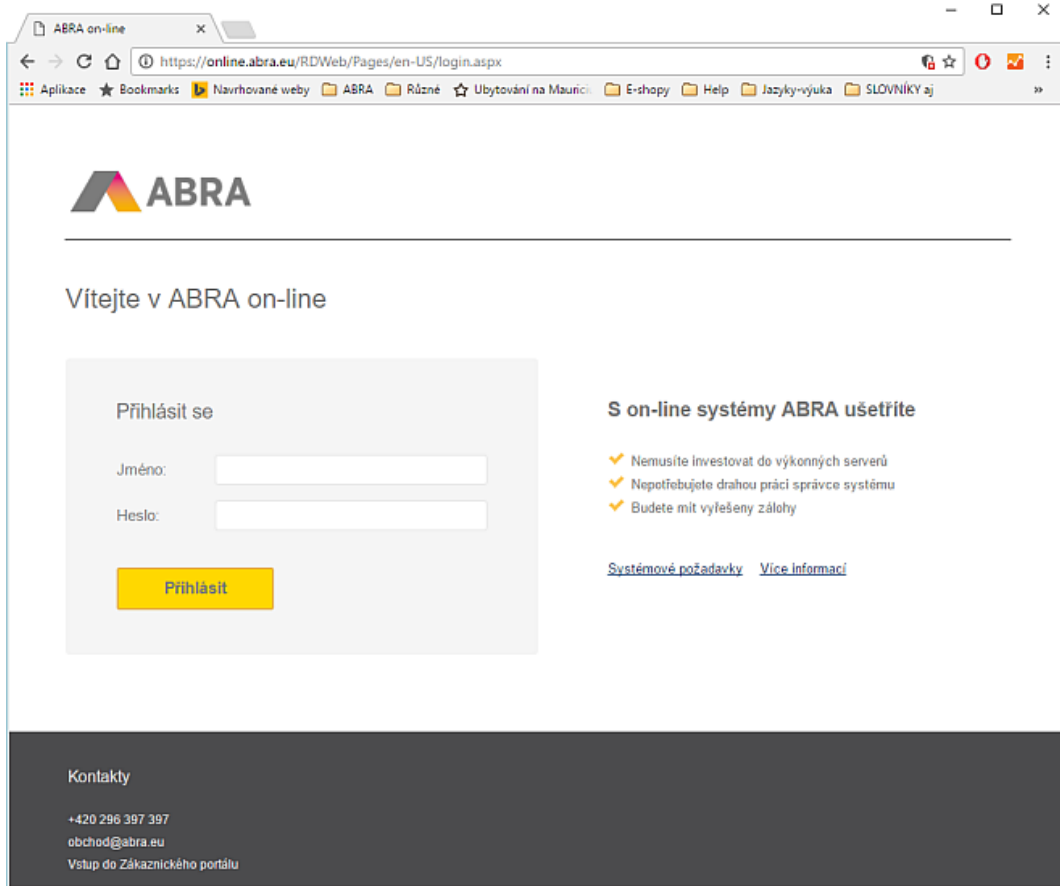 ABRA on-line
https://online.abra.eu/RDWeb/Pages/en-US/login.aspx
Aplikace Bookmarks Navrhované weby ABRA Různé Ubytování na Mauriciu E-shopy Help Jazyky-výuka SLOVNÍKY aj »
ABRA
Vítejte v ABRA on-line
Přihlásit se
Jméno:
Heslo:
Přihlásit
S on-line systémy ABRA ušetříte
Nemusíte investovat do výkonných serverů
Nepotřebujete drahou práci správce systému
Budete mít vyřešeny zálohy
Systémové požadavky Více informací
Kontakty
+420 296 397 397
obchod@abra.eu
Vstup do Zákaznického portálu